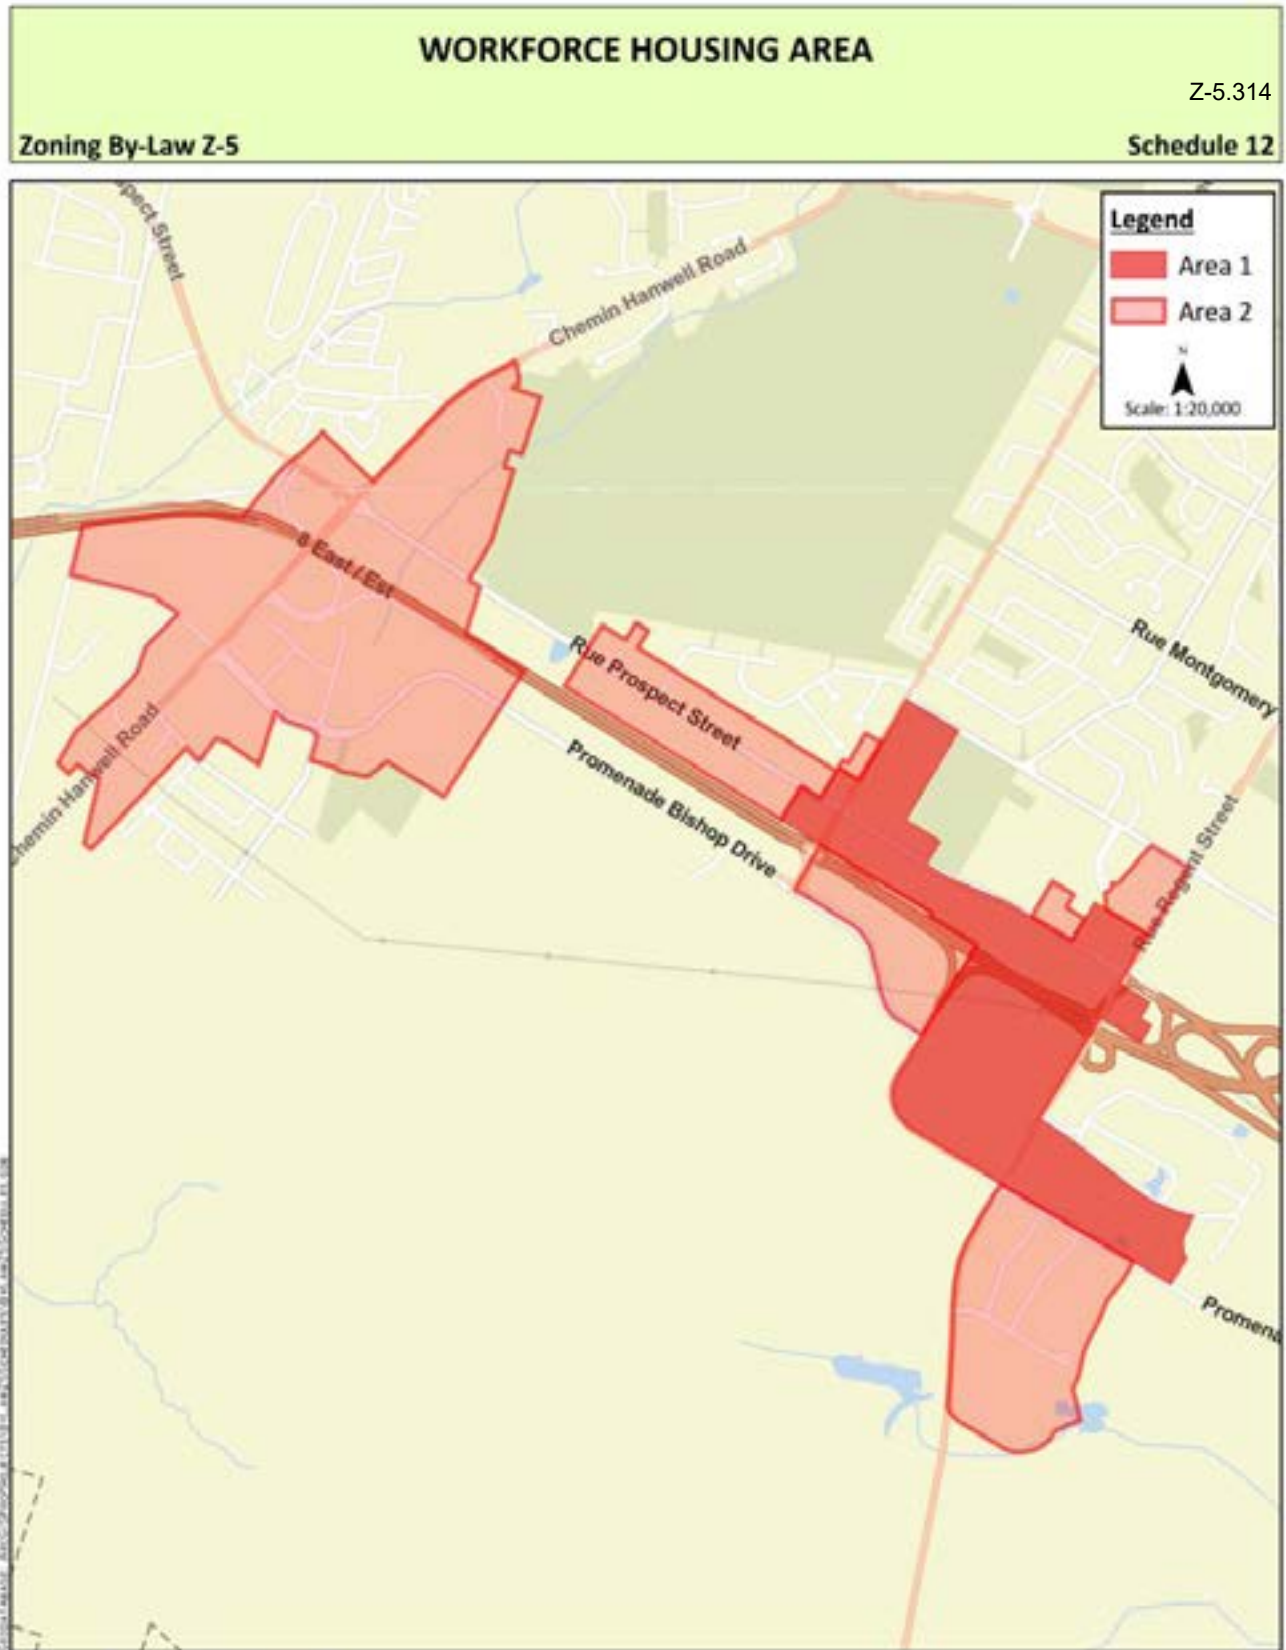 WORKFORCE HOUSING AREA
Z-5.314
Zoning By-Law Z-5
Schedule 12
Legend
Area 1
Area 2
N
Scale: 1:20,000
spect Street
Chemin Hanwell Road
8 East / Est
Rue Prospect Street
Rue Montgomery
Chemin Hanwell Road
Promenade Bishop Drive
Rue Regent Street
Promena